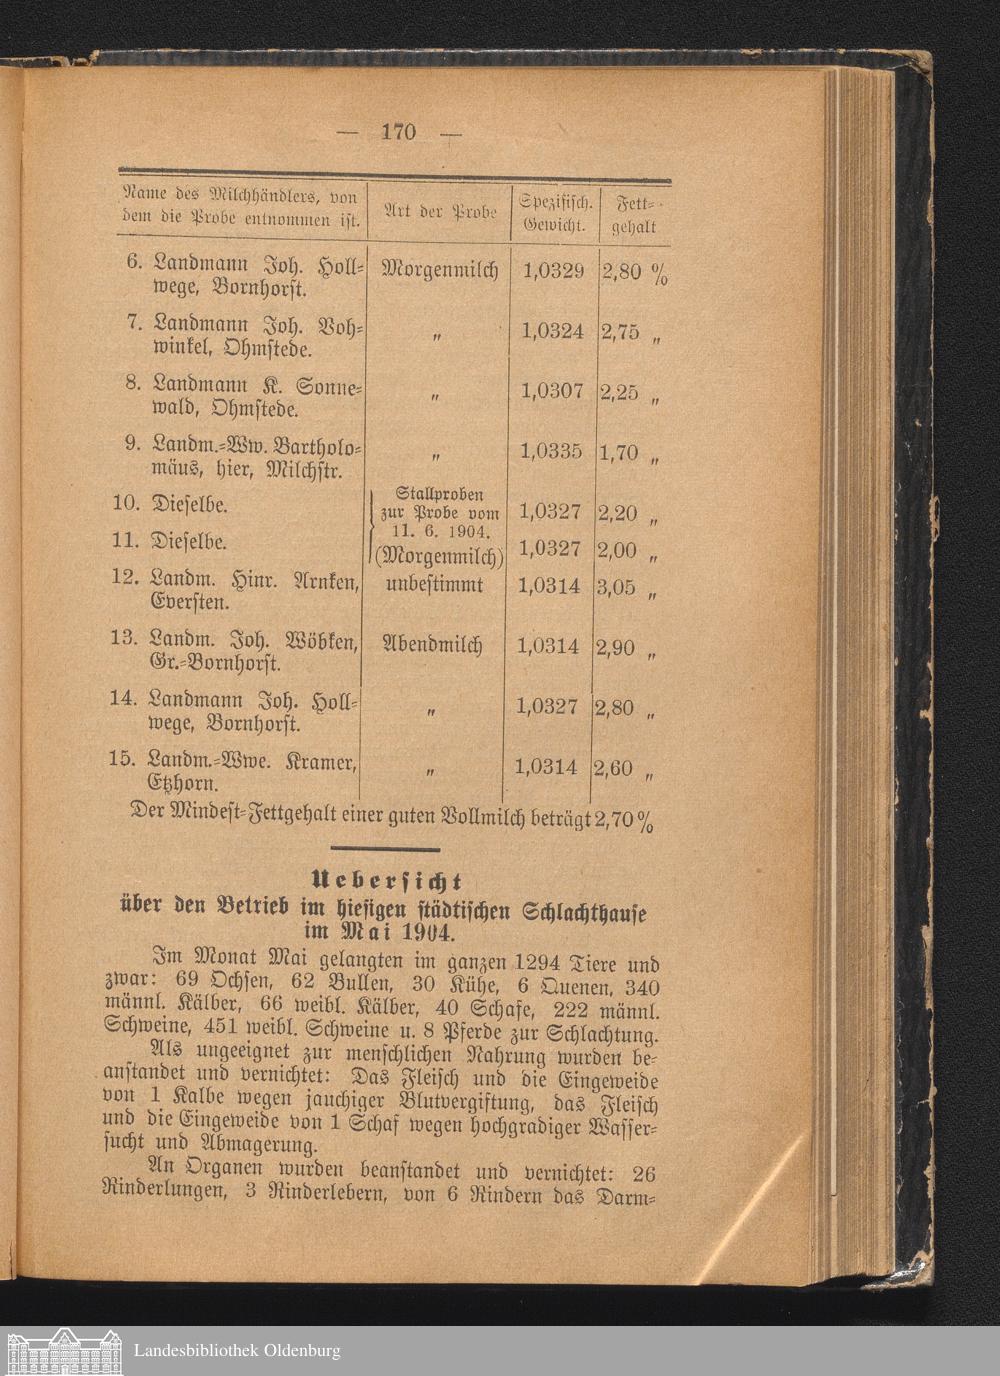 — 170 —
Name des Milchhändlers, von dem die Probe entnommen ist. | Art der Probe | Spezifisch. Gewicht. | Fett- gehalt
6. Landmann Joh. Holl- | Morgenmilch | 1,0329 | 2,80 %
wege, Bornhorst.
7. Landmann Joh. Voh- | „ | 1,0324 | 2,75 „
winkel, Ohmstede.
8. Landmann K. Sonne- | „ | 1,0307 | 2,25 „
wald, Ohmstede.
9. Landm.-Ww. Bartholo- | „ | 1,0335 | 1,70 „
mäus, hier, Milchstr.
10. Dieselbe. | Stallproben zur Probe vom 11. 6. 1904. | 1,0327 | 2,20 „
11. Dieselbe. | (Morgenmilch) | 1,0327 | 2,00 „
12. Landm. Hinr. Arnken, | unbestimmt | 1,0314 | 3,05 „
Eversten.
13. Landm. Joh. Wöbken, | Abendmilch | 1,0314 | 2,90 „
Gr.-Bornhorst.
14. Landmann Joh. Holl- | „ | 1,0327 | 2,80 „
wege, Bornhorst.
15. Landm.-Wwe. Kramer, | „ | 1,0314 | 2,60 „
Etzhorn.
Der Mindest-Fettgehalt einer guten Vollmilch beträgt 2,70 %
Uebersicht
über den Betrieb im hiesigen städtischen Schlachthause
im Mai 1904.
Im Monat Mai gelangten im ganzen 1294 Tiere und
zwar: 69 Ochsen, 62 Bullen, 30 Kühe, 6 Quenen, 340
männl. Kälber, 66 weibl. Kälber, 40 Schafe, 222 männl.
Schweine, 451 weibl. Schweine u. 8 Pferde zur Schlachtung.
Als ungeeignet zur menschlichen Nahrung wurden be-
anstandet und vernichtet: Das Fleisch und die Eingeweide
von 1 Kalbe wegen jauchiger Blutvergiftung, das Fleisch
und die Eingeweide von 1 Schaf wegen hochgradiger Wasser-
sucht und Abmagerung.
An Organen wurden beanstandet und vernichtet: 26
Rinderlungen, 3 Rinderlebern, von 6 Rindern das Darm-
Landesbibliothek Oldenburg